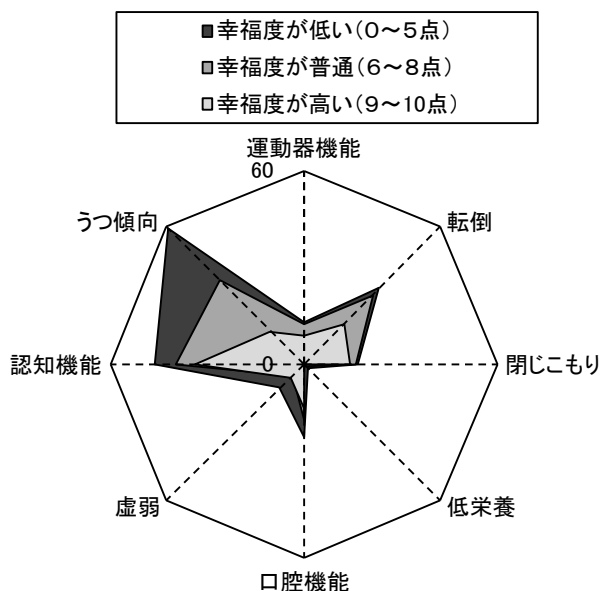 ■幸福度が低い(0~5点)
■幸福度が普通(6~8点)
□幸福度が高い(9~10点)
運動器機能
60
うつ傾向
転倒
認知機能
0
閉じこもり
虚弱
低栄養
口腔機能